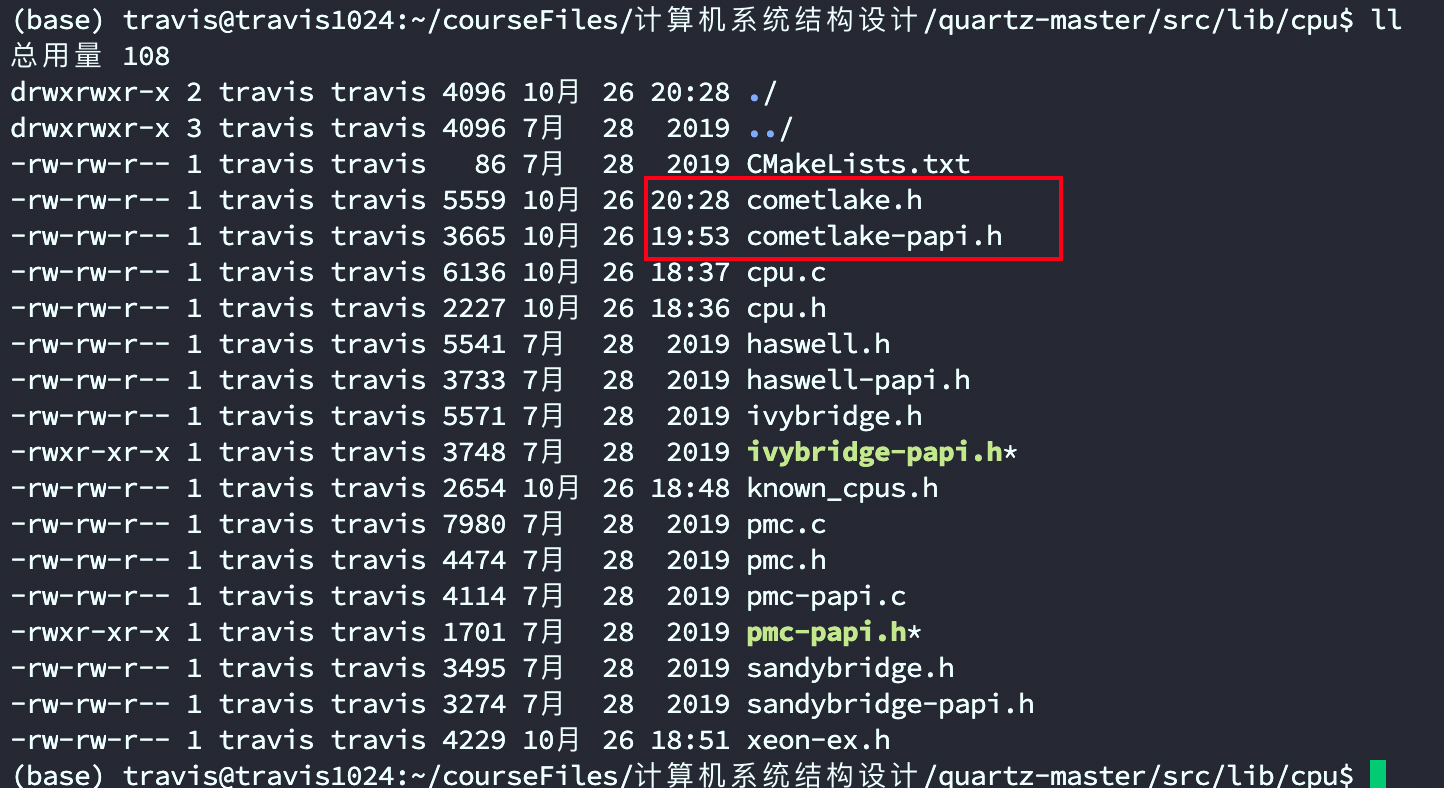 (base) travis@travis1024:~/courseFiles/计算机系统结构设计/quartz-master/src/lib/cpu$ ll
总用量 108
drwxrwxr-x 2 travis travis 4096 10月 26 20:28 ./
drwxrwxr-x 3 travis travis 4096 7月  28  2019 ../
-rw-rw-r-- 1 travis travis   86 7月  28  2019 CMakeLists.txt
-rw-rw-r-- 1 travis travis 5559 10月 26 20:28 cometlake.h
-rw-rw-r-- 1 travis travis 3665 10月 26 19:53 cometlake-papi.h
-rw-rw-r-- 1 travis travis 6136 10月 26 18:37 cpu.c
-rw-rw-r-- 1 travis travis 2227 10月 26 18:36 cpu.h
-rw-rw-r-- 1 travis travis 5541 7月  28  2019 haswell.h
-rw-rw-r-- 1 travis travis 3733 7月  28  2019 haswell-papi.h
-rw-rw-r-- 1 travis travis 5571 7月  28  2019 ivybridge.h
-rwxr-xr-x 1 travis travis 3748 7月  28  2019 ivybridge-papi.h*
-rw-rw-r-- 1 travis travis 2654 10月 26 18:48 known_cpus.h
-rw-rw-r-- 1 travis travis 7980 7月  28  2019 pmc.c
-rw-rw-r-- 1 travis travis 4474 7月  28  2019 pmc.h
-rw-rw-r-- 1 travis travis 4114 7月  28  2019 pmc-papi.c
-rwxr-xr-x 1 travis travis 1701 7月  28  2019 pmc-papi.h*
-rw-rw-r-- 1 travis travis 3495 7月  28  2019 sandybridge.h
-rw-rw-r-- 1 travis travis 3274 7月  28  2019 sandybridge-papi.h
-rw-rw-r-- 1 travis travis 4229 10月 26 18:51 xeon-ex.h
(base) travis@travis1024:~/courseFiles/计算机系统结构设计/quartz-master/src/lib/cpu$